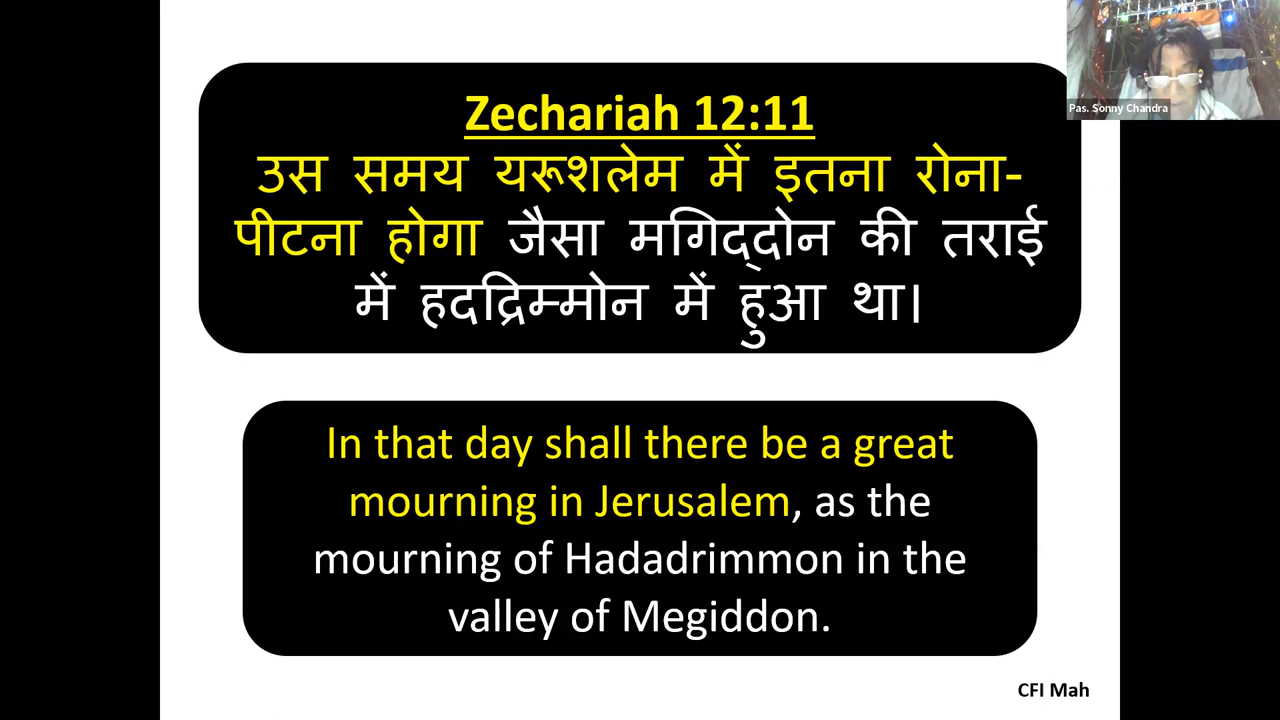 Pas. Sonny Chandra
Zechariah 12:11
उस समय यरूशलेम में इतना रोना-
पीटना होगा जैसा मगिद्दोन की तराई
में हदद्रिम्मोन में हुआ था।
In that day shall there be a great
mourning in Jerusalem, as the
mourning of Hadadrimmon in the
valley of Megiddon.
CFI Mah